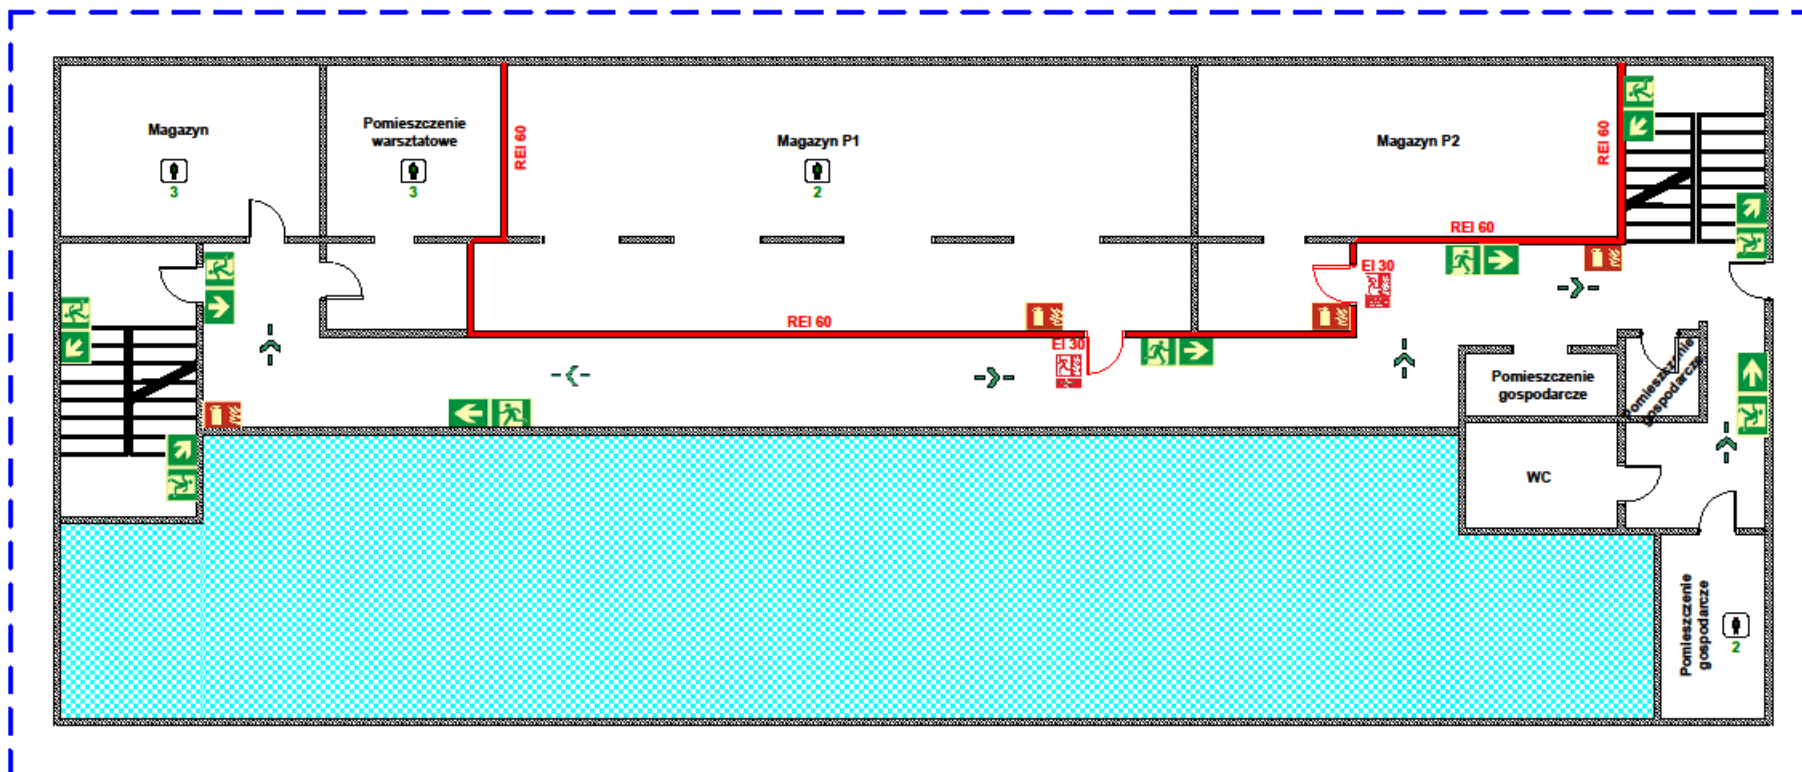 Magazyn
3
Pomieszczenie
warsztatowe
3
REI 60
Magazyn P1
2
Magazyn P2
REI 60
REI 60
EI 30
REI 60
EI 30
Pomieszczenie
gospodarcze
Pomieszczenie
gospodarcze
WC
Pomieszczenie
gospodarcze
2